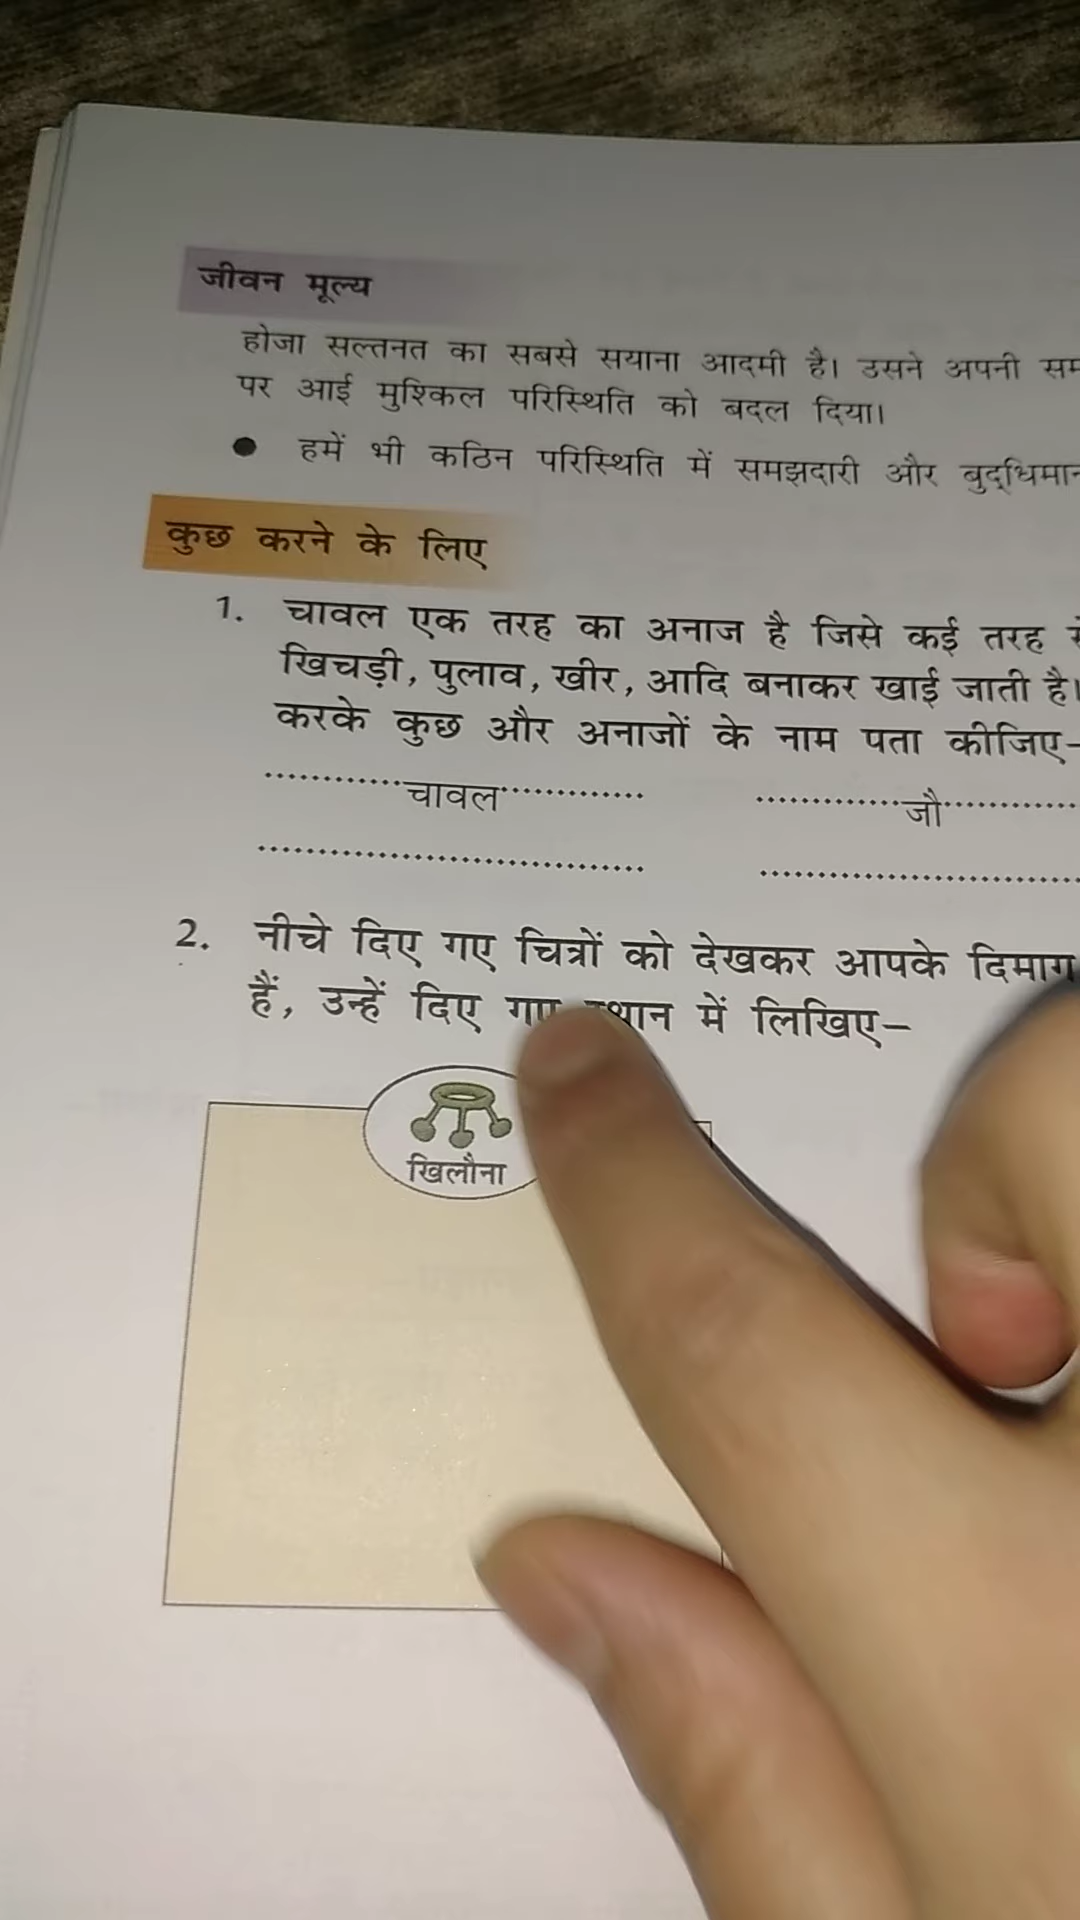 जीवन मूल्य
होजा सल्तनत का सबसे सयाना आदमी है। उसने अपनी
पर आई मुश्किल परिस्थिति को बदल दिया।
● हमें भी कठिन परिस्थिति में समझदारी और
कुछ करने के लिए
1. चावल एक तरह का अनाज है जिसे कई तरह
खिचड़ी, पुलाव, खीर, आदि बनाकर खाई जाती है।
करके कुछ और अनाजों के नाम पता कीजिए–
चावल जौ
2. नीचे दिए गए चित्रों को देखकर आपके दिमाग
हैं, उन्हें दिए में लिखिए–
खिलौना